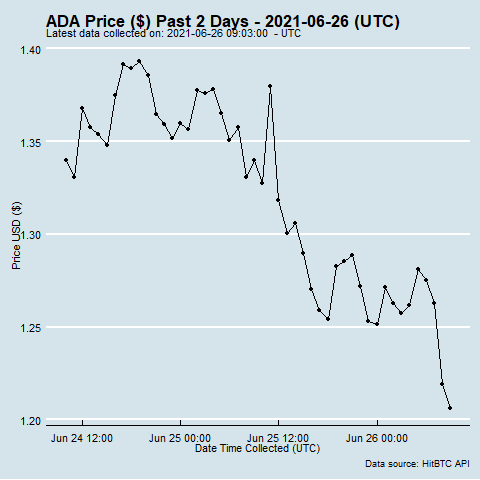 ADA Price ($) Past 2 Days - 2021-06-26 (UTC)
Latest data collected on: 2021-06-26 09:03:00  - UTC
1.40
1.35
1.30
1.25
1.20
Price USD ($)
Jun 24 12:00 Jun 25 00:00 Jun 25 12:00 Jun 26 00:00
Date Time Collected (UTC)
Data source: HitBTC API